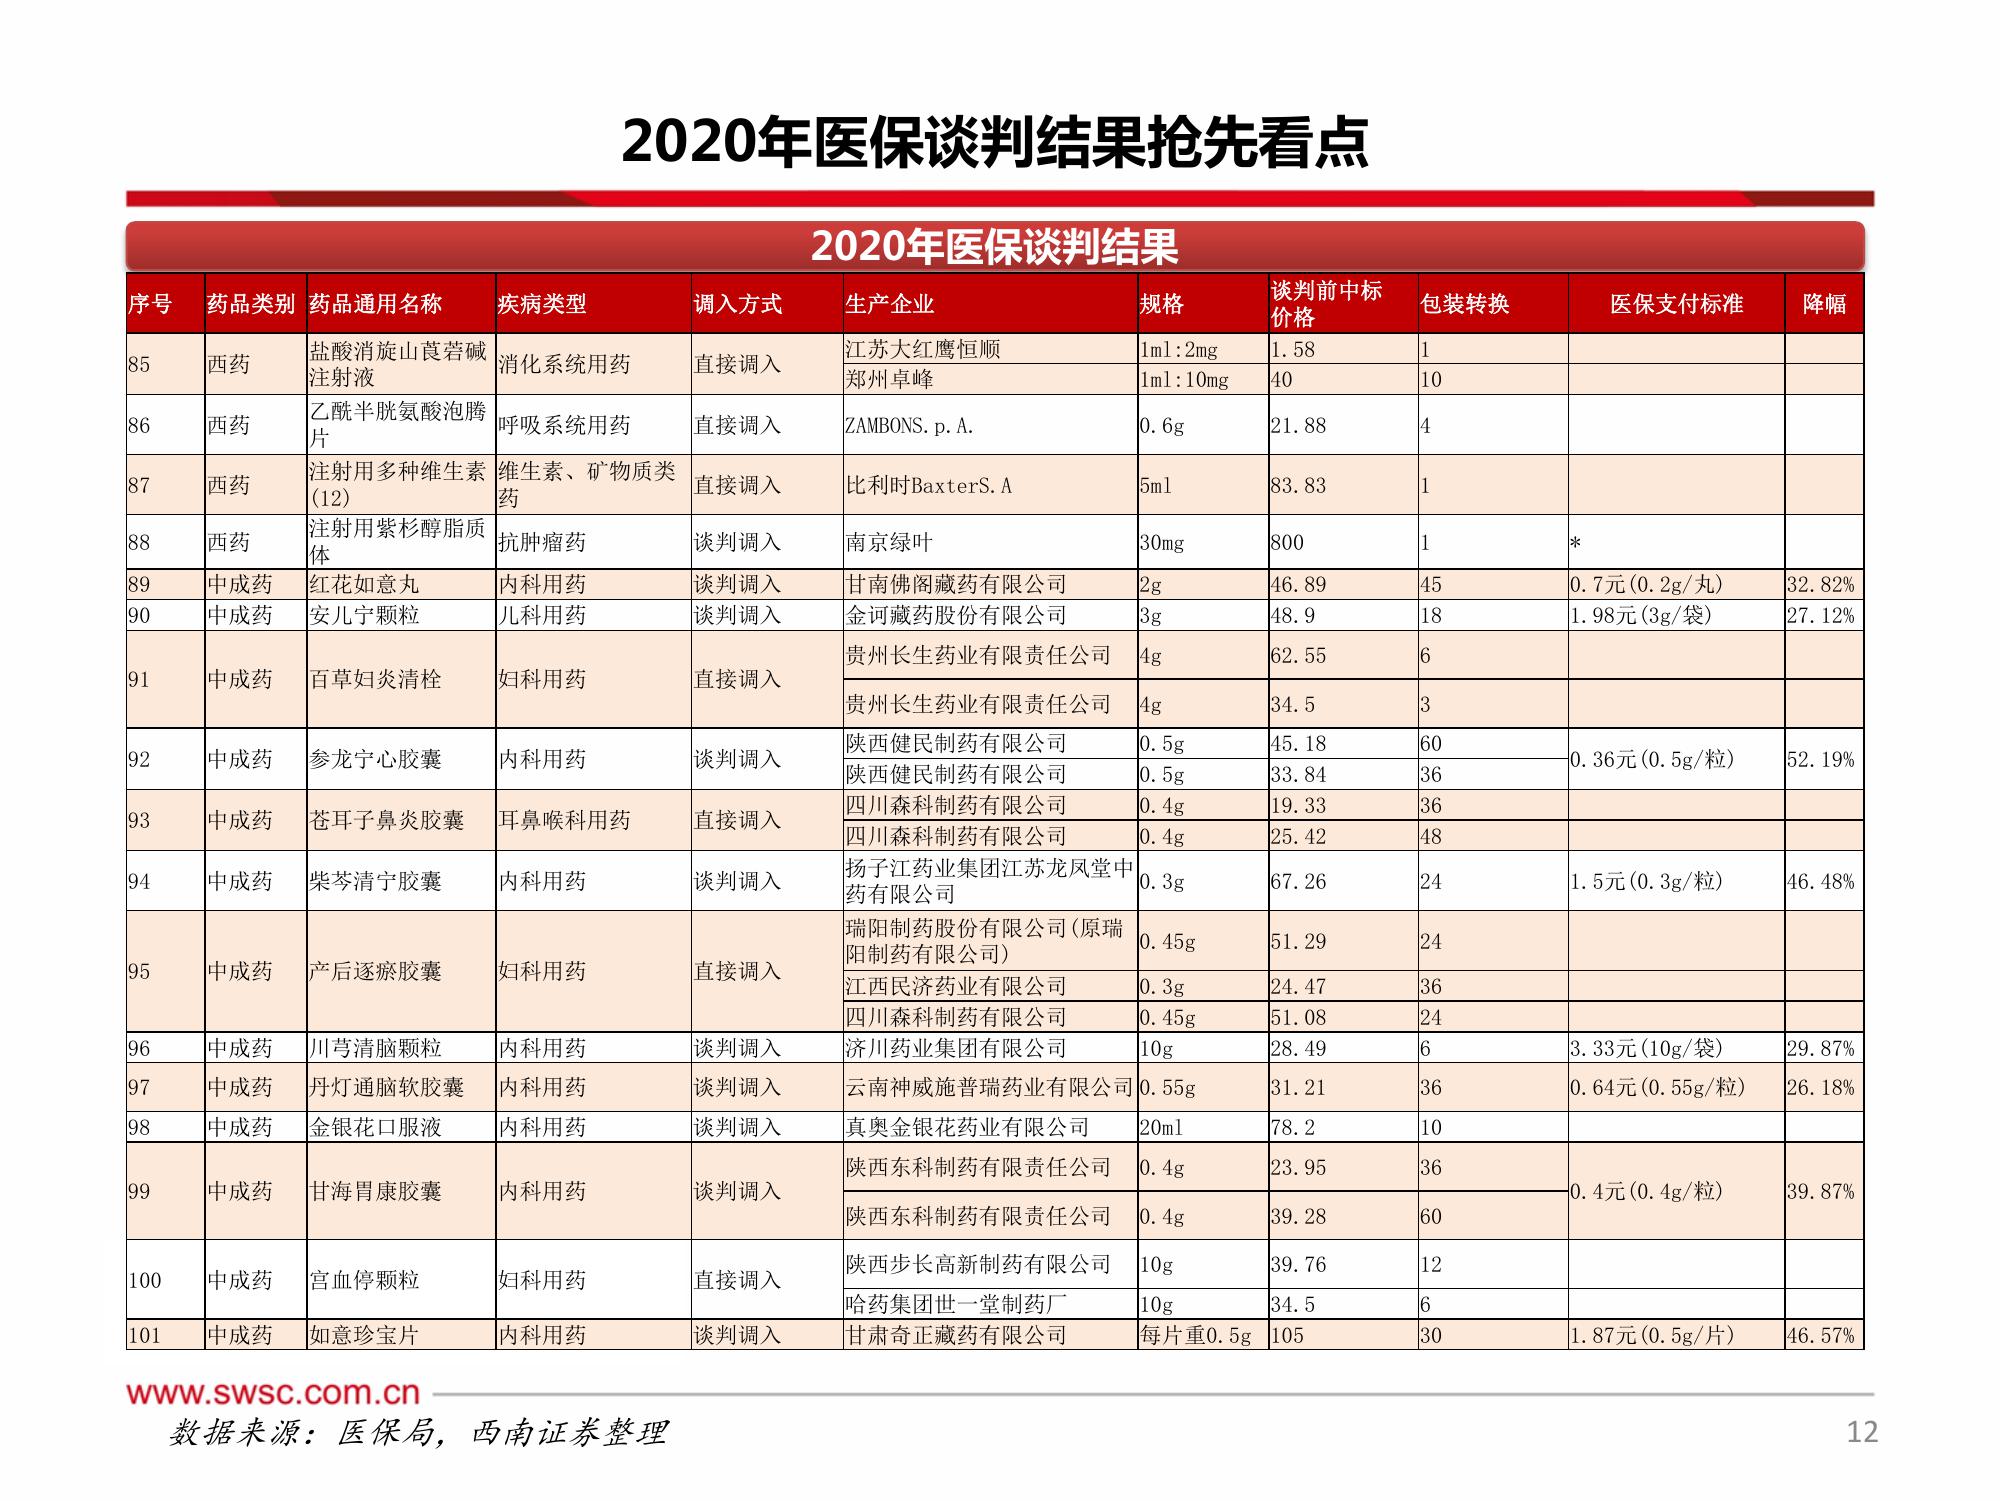 2020年医保谈判结果抢先看点
2020年医保谈判结果
序号 药品类别 药品通用名称 疾病类型 调入方式 生产企业 规格 谈判前中标价格 包装转换 医保支付标准 降幅
85 西药 盐酸消旋山莨菪碱注射液 消化系统用药 直接调入 江苏大红鹰恒顺 1ml:2mg 1.58 1
郑州卓峰 1ml:10mg 40 10
86 西药 乙酰半胱氨酸泡腾片 呼吸系统用药 直接调入 ZAMBONS.p.A. 0.6g 21.88 4
87 西药 注射用多种维生素(12) 维生素、矿物质类药 直接调入 比利时BaxterS.A 5ml 83.83 1
88 西药 注射用紫杉醇脂质体 抗肿瘤药 谈判调入 南京绿叶 30mg 800 1 *
89 中成药 红花如意丸 内科用药 谈判调入 甘南佛阁藏药有限公司 2g 46.89 45 0.7元(0.2g/丸) 32.82%
90 中成药 安儿宁颗粒 儿科用药 谈判调入 金诃藏药股份有限公司 3g 48.9 18 1.98元(3g/袋) 27.12%
91 中成药 百草妇炎清栓 妇科用药 直接调入 贵州长生药业有限责任公司 4g 62.55 6
贵州长生药业有限责任公司 4g 34.5 3
92 中成药 参龙宁心胶囊 内科用药 谈判调入 陕西健民制药有限公司 0.5g 45.18 60 0.36元(0.5g/粒) 52.19%
陕西健民制药有限公司 0.5g 33.84 36
93 中成药 苍耳子鼻炎胶囊 耳鼻喉科用药 直接调入 四川森科制药有限公司 0.4g 19.33 36
四川森科制药有限公司 0.4g 25.42 48
94 中成药 柴芩清宁胶囊 内科用药 谈判调入 扬子江药业集团江苏龙凤堂中药有限公司 0.3g 67.26 24 1.5元(0.3g/粒) 46.48%
95 中成药 产后逐瘀胶囊 妇科用药 直接调入 瑞阳制药股份有限公司(原瑞阳制药有限公司) 0.45g 51.29 24
江西民济药业有限公司 0.3g 24.47 36
四川森科制药有限公司 0.45g 51.08 24
96 中成药 川芎清脑颗粒 内科用药 谈判调入 济川药业集团有限公司 10g 28.49 6 3.33元(10g/袋) 29.87%
97 中成药 丹灯通脑软胶囊 内科用药 谈判调入 云南神威施普瑞药业有限公司 0.55g 31.21 36 0.64元(0.55g/粒) 26.18%
98 中成药 金银花口服液 内科用药 谈判调入 真奥金银花药业有限公司 20ml 78.2 10
99 中成药 甘海胃康胶囊 内科用药 谈判调入 陕西东科制药有限责任公司 0.4g 23.95 36 0.4元(0.4g/粒) 39.87%
陕西东科制药有限责任公司 0.4g 39.28 60
100 中成药 宫血停颗粒 妇科用药 直接调入 陕西步长高新制药有限公司 10g 39.76 12
哈药集团世一堂制药厂 10g 34.5 6
101 中成药 如意珍宝片 内科用药 谈判调入 甘肃奇正藏药有限公司 每片重0.5g 105 30 1.87元(0.5g/片) 46.57%
www.swsc.com.cn
数据来源：医保局，西南证券整理
12